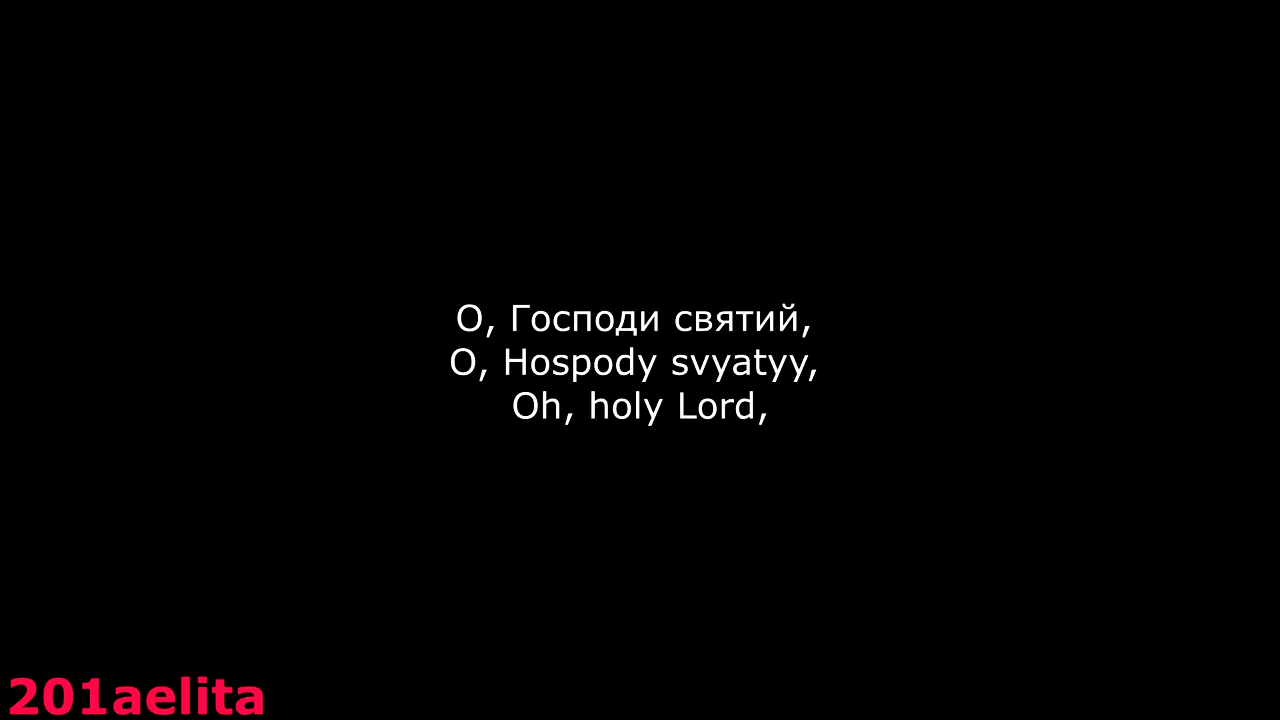 О, Господи святий,
O, Hospody svyatyy,
Oh, holy Lord,
201aelita